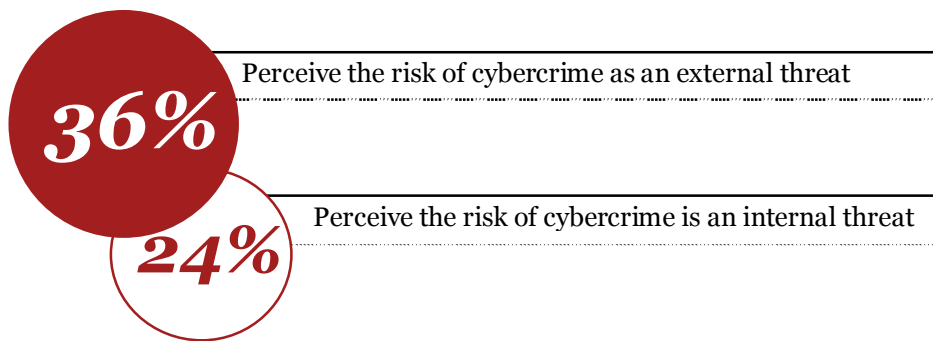 36%
Perceive the risk of cybercrime as an external threat
24%
Perceive the risk of cybercrime is an internal threat